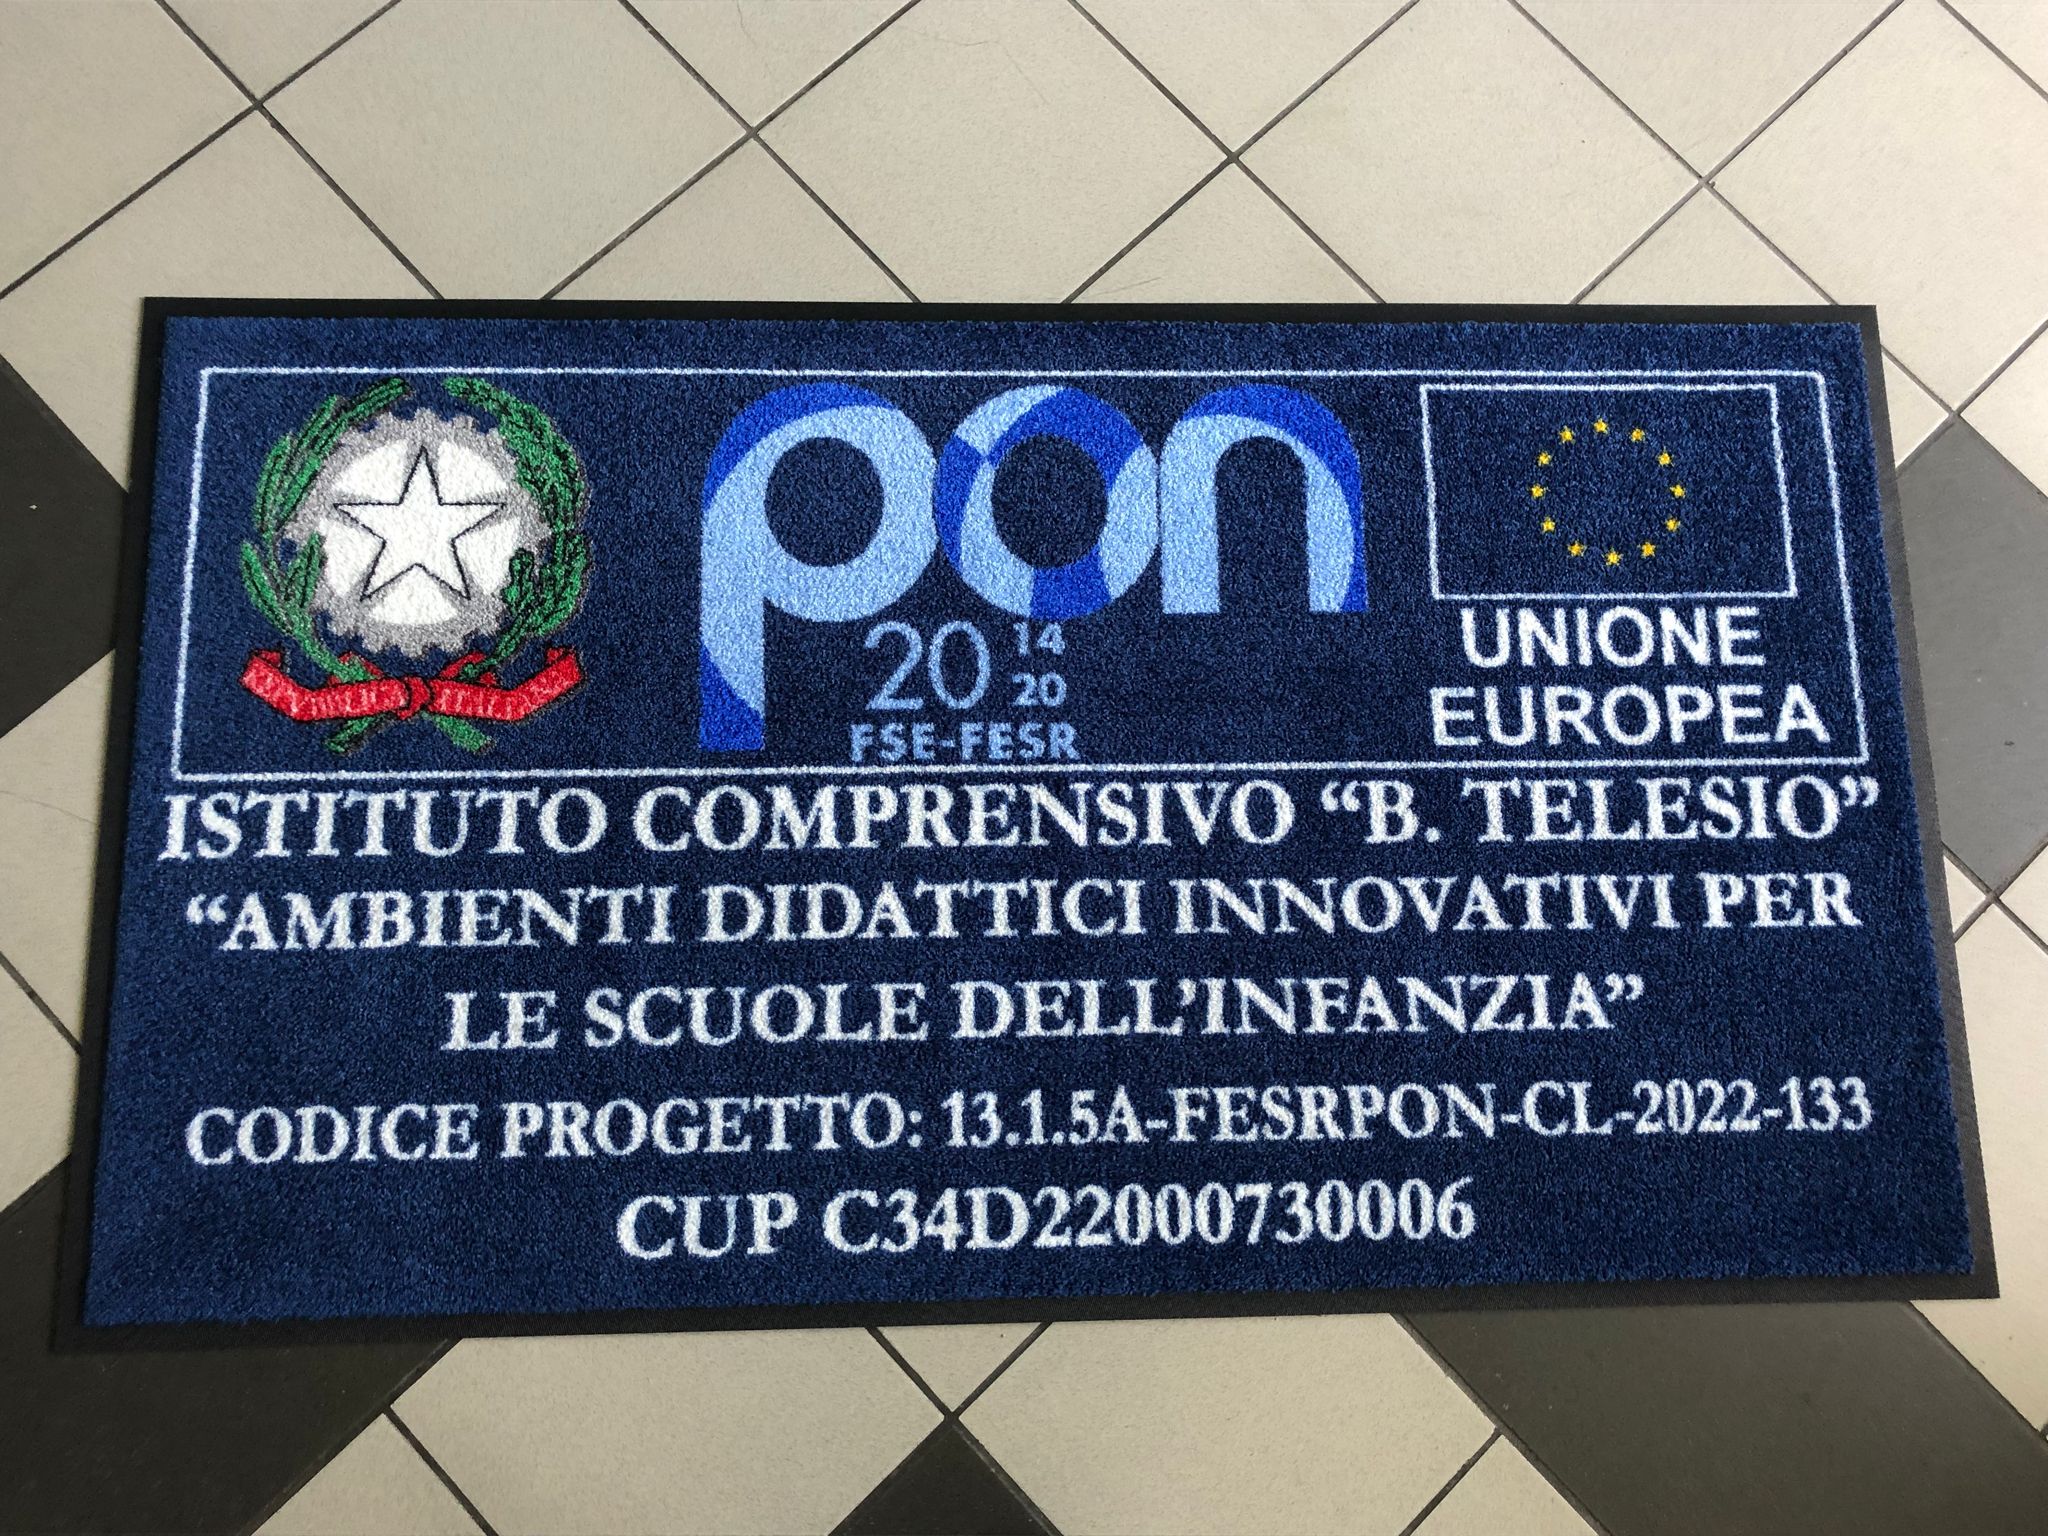 pon
20 14 20
FSE-FESR
UNIONE
EUROPEA
ISTITUTO COMPRENSIVO “B. TELESIO”
“AMBIENTI DIDATTICI INNOVATIVI PER
LE SCUOLE DELL’INFANZIA”
CODICE PROGETTO: 13.1.5A-FESRPON-CL-2022-133
CUP C34D22000730006